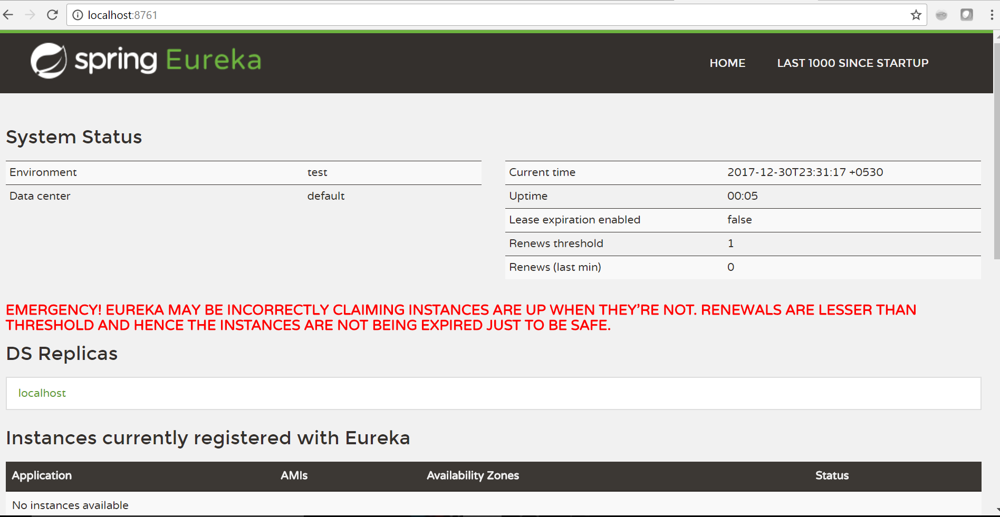 localhost:8761
spring Eureka
HOME LAST 1000 SINCE STARTUP
System Status
Environment test
Data center default
Current time 2017-12-30T23:31:17 +0530
Uptime 00:05
Lease expiration enabled false
Renews threshold 1
Renews (last min) 0
EMERGENCY! EUREKA MAY BE INCORRECTLY CLAIMING INSTANCES ARE UP WHEN THEY’RE NOT. RENEWALS ARE LESSER THAN
THRESHOLD AND HENCE THE INSTANCES ARE NOT BEING EXPIRED JUST TO BE SAFE.
DS Replicas
localhost
Instances currently registered with Eureka
Application AMIs Availability Zones Status
No instances available